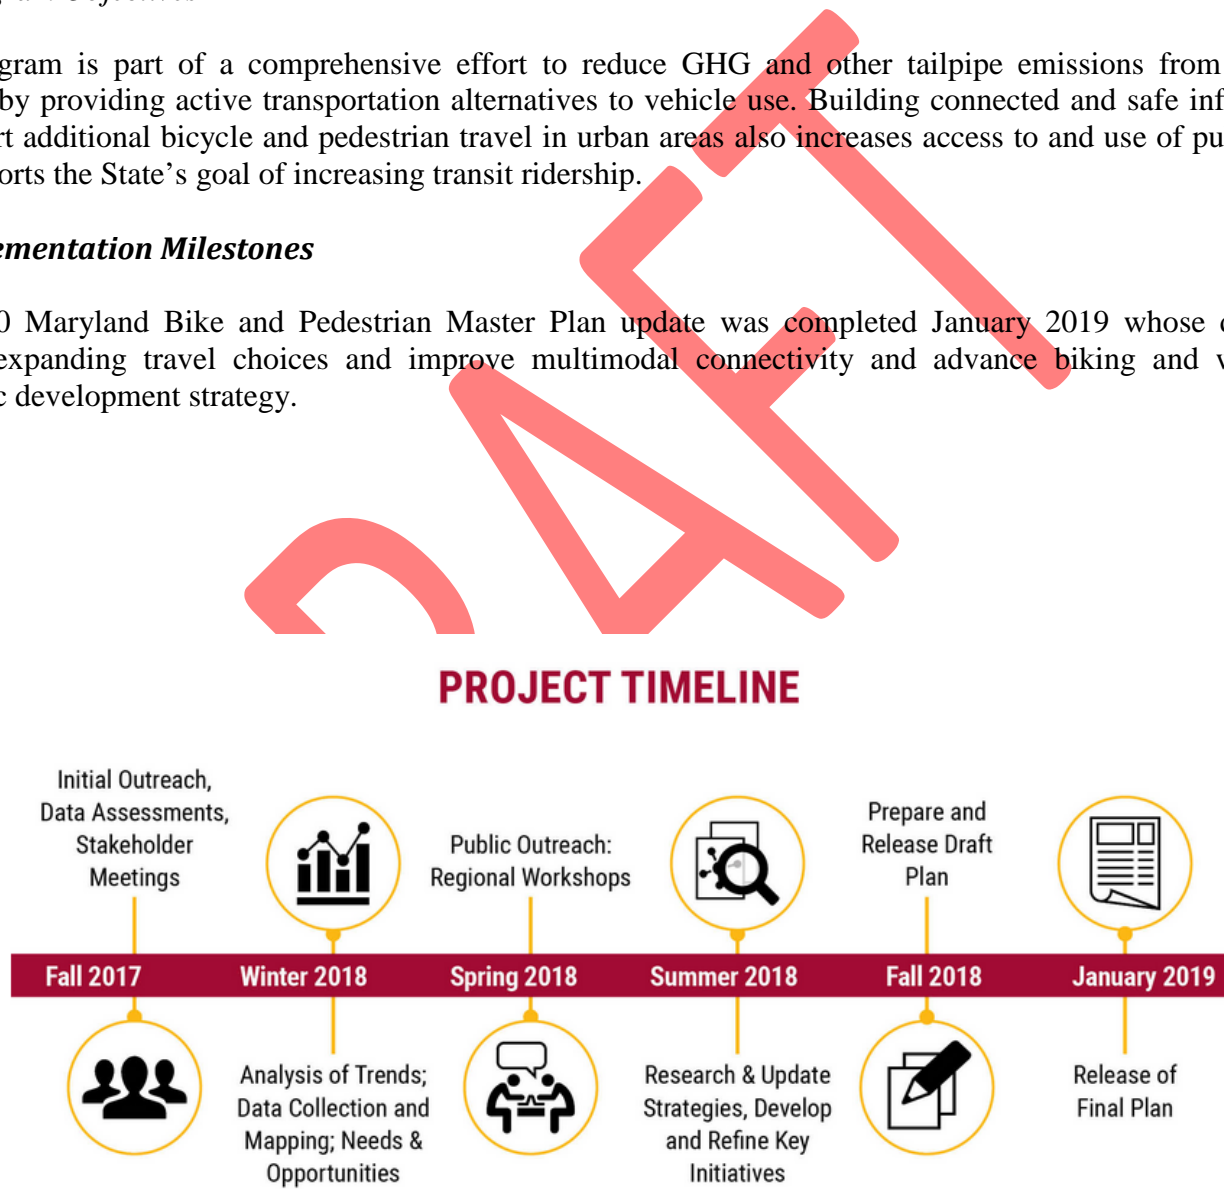 gram is part of a comprehensive effort to reduce GHG and other tailpipe emissions from
by providing active transportation alternatives to vehicle use. Building connected and safe inf
rt additional bicycle and pedestrian travel in urban areas also increases access to and use of pu
orts the State’s goal of increasing transit ridership.
ementation Milestones
0 Maryland Bike and Pedestrian Master Plan update was completed January 2019 whose
expanding travel choices and improve multimodal connectivity and advance biking and
c development strategy.
RAFT
PROJECT TIMELINE
Initial Outreach,
Data Assessments,
Stakeholder
Meetings
Public Outreach:
Regional Workshops
Prepare and
Release Draft
Plan
Fall 2017 Winter 2018 Spring 2018 Summer 2018 Fall 2018 January 2019
Analysis of Trends;
Data Collection and
Mapping; Needs &
Opportunities
Research & Update
Strategies, Develop
and Refine Key
Initiatives
Release of
Final Plan